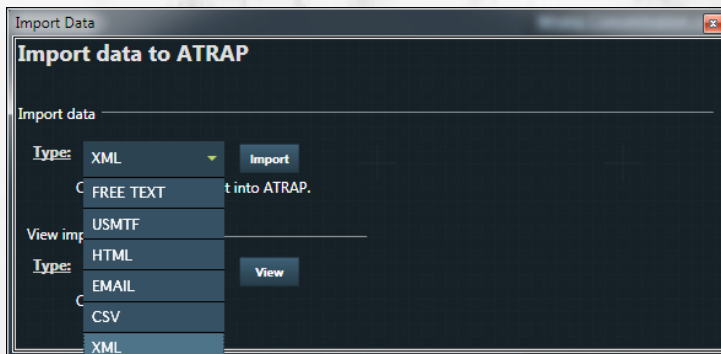 Import Data
Import data to ATRAP
Import data
Type: XML Import
C FREE TEXT t into ATRAP.
USMTF
View imp
HTML
Type: View
EMAIL
C
CSV
XML